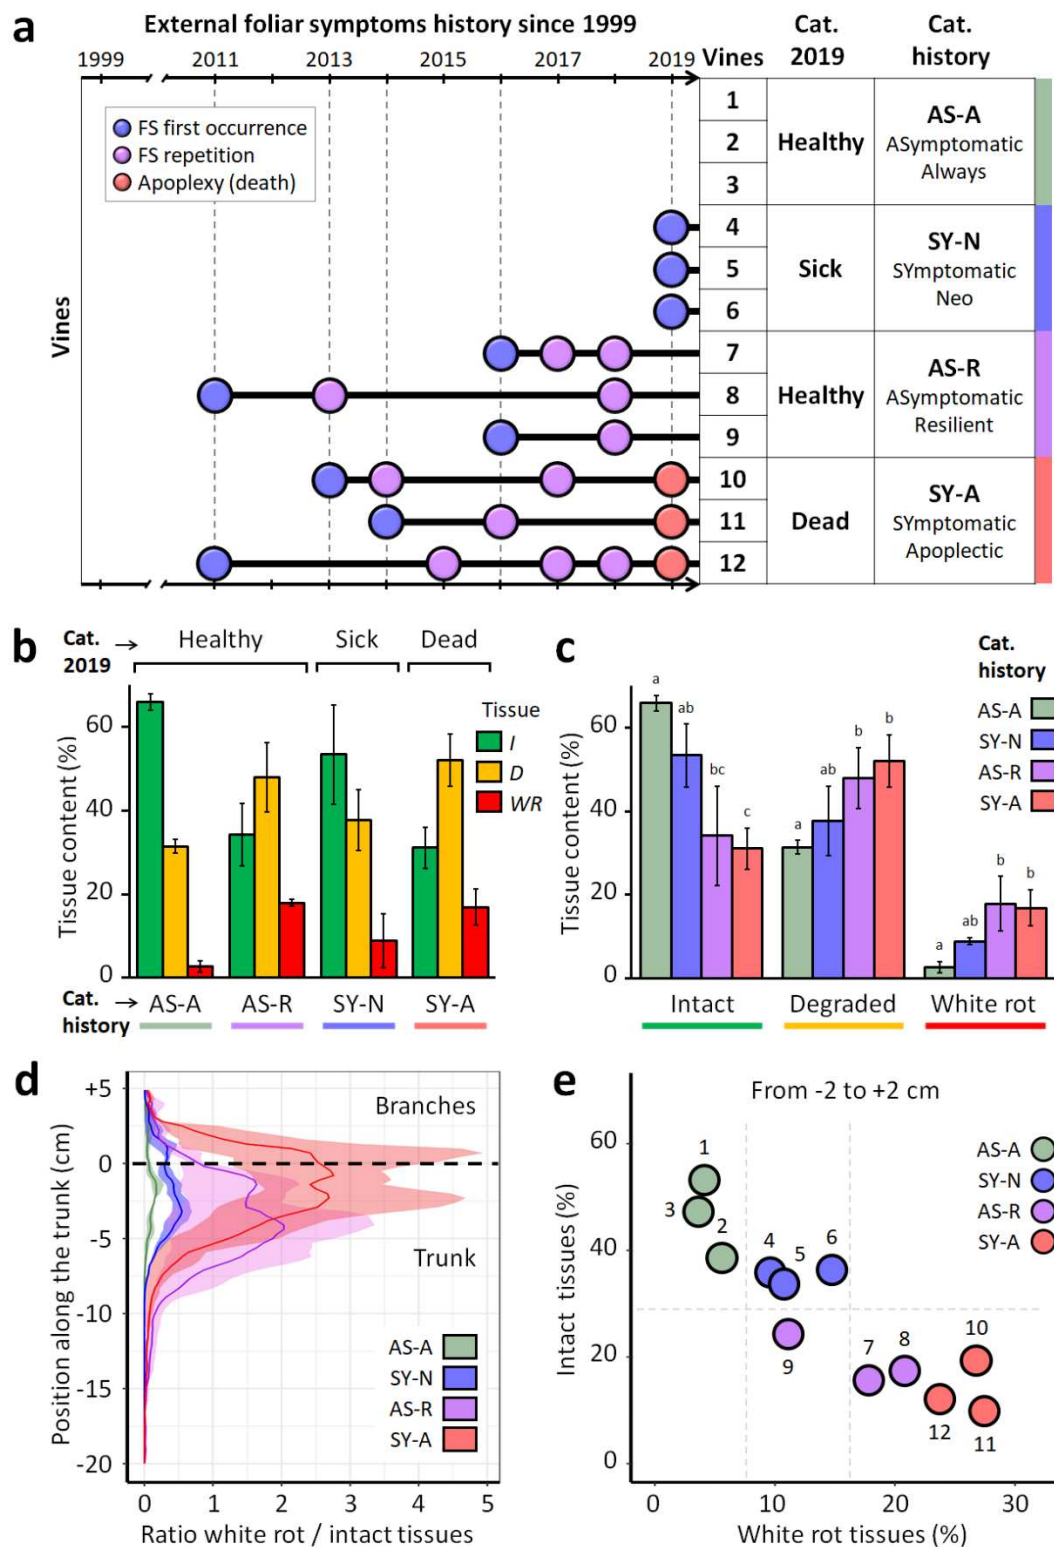 a
External foliar symptoms history since 1999
Cat. 2019
Cat. history
Vines
1999 2011 2013 2015 2017 2019
FS first occurrence
FS repetition
Apoplexy (death)
Vines
1
2
3
Healthy
AS-A
ASymptomatic
Always
4
5
6
Sick
SY-N
SYmptomatic
Neo
7
8
9
Healthy
AS-R
ASymptomatic
Resilient
10
11
12
Dead
SY-A
SYmptomatic
Apoplectic
b
Cat. 2019 → Healthy Sick Dead
Tissue
I
D
WR
Tissue content (%)
60
40
20
0
Cat. history → AS-A AS-R SY-N SY-A
c
Cat. history
AS-A
SY-N
AS-R
SY-A
Tissue content (%)
60
40
20
0
a ab bc c
a ab b b
a ab b b
Intact Degraded White rot
d
Position along the trunk (cm)
+5
0
-5
-10
-15
-20
Branches
Trunk
AS-A
SY-N
AS-R
SY-A
0 1 2 3 4 5
Ratio white rot / intact tissues
e
From -2 to +2 cm
Intact tissues (%)
60
40
20
0
1
3
2
4 5 6
9
7 8 10
12 11
AS-A
SY-N
AS-R
SY-A
0 10 20 30
White rot tissues (%)